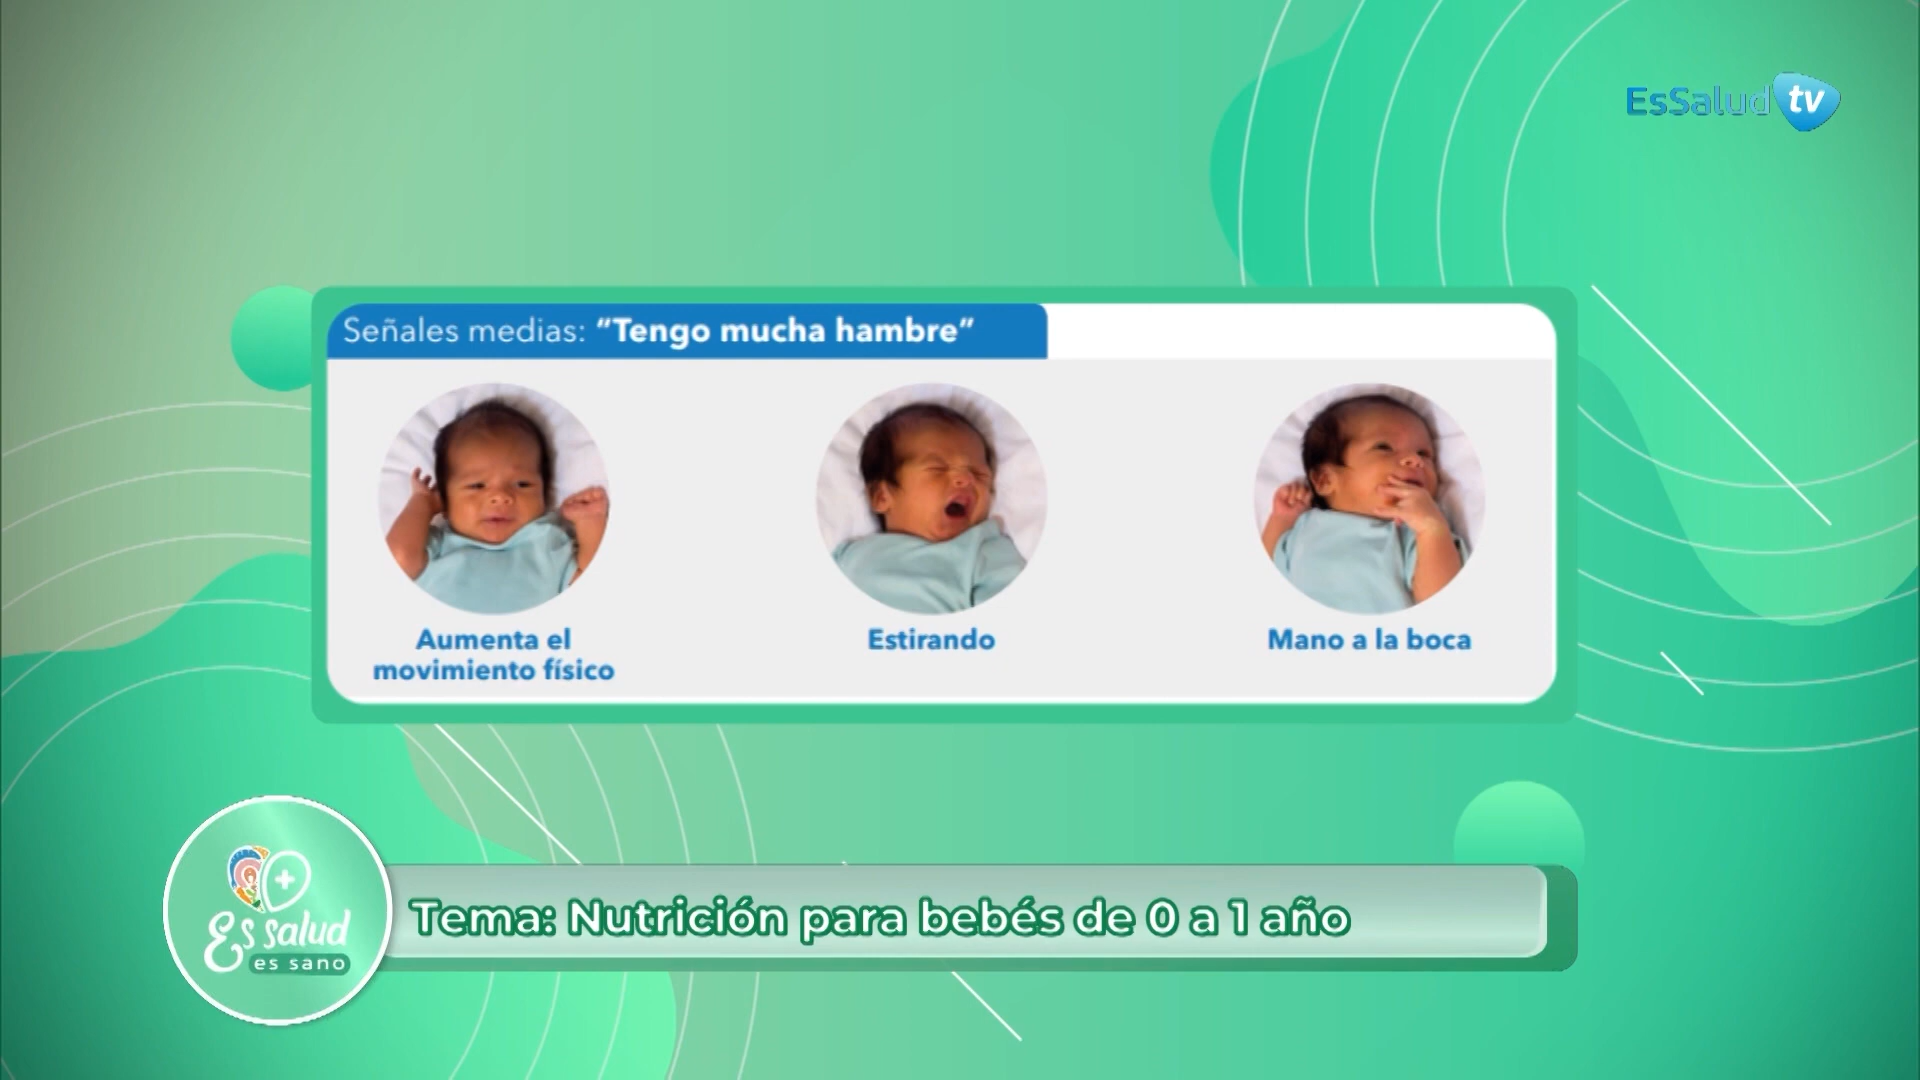 EsSalud tv
Señales medias: “Tengo mucha hambre”
Aumenta el
movimiento físico
Estirando
Mano a la boca
Es salud
es sano
Tema: Nutrición para bebés de 0 a 1 año